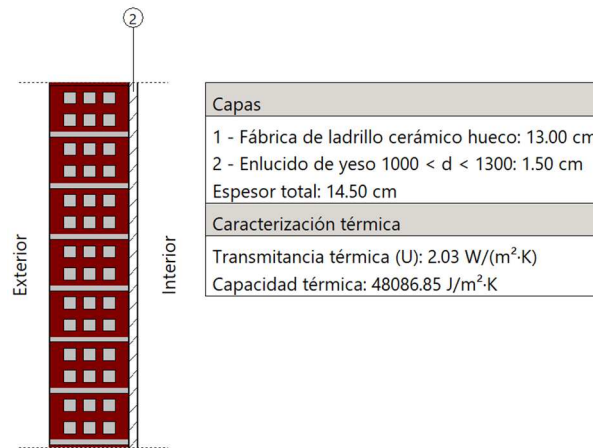 2
Exterior
Interior
Capas
1 - Fábrica de ladrillo cerámico hueco: 13.00 cm
2 - Enlucido de yeso 1000 < d < 1300: 1.50 cm
Espesor total: 14.50 cm
Caracterización térmica
Transmitancia térmica (U): 2.03 W/(m²·K)
Capacidad térmica: 48086.85 J/m²·K